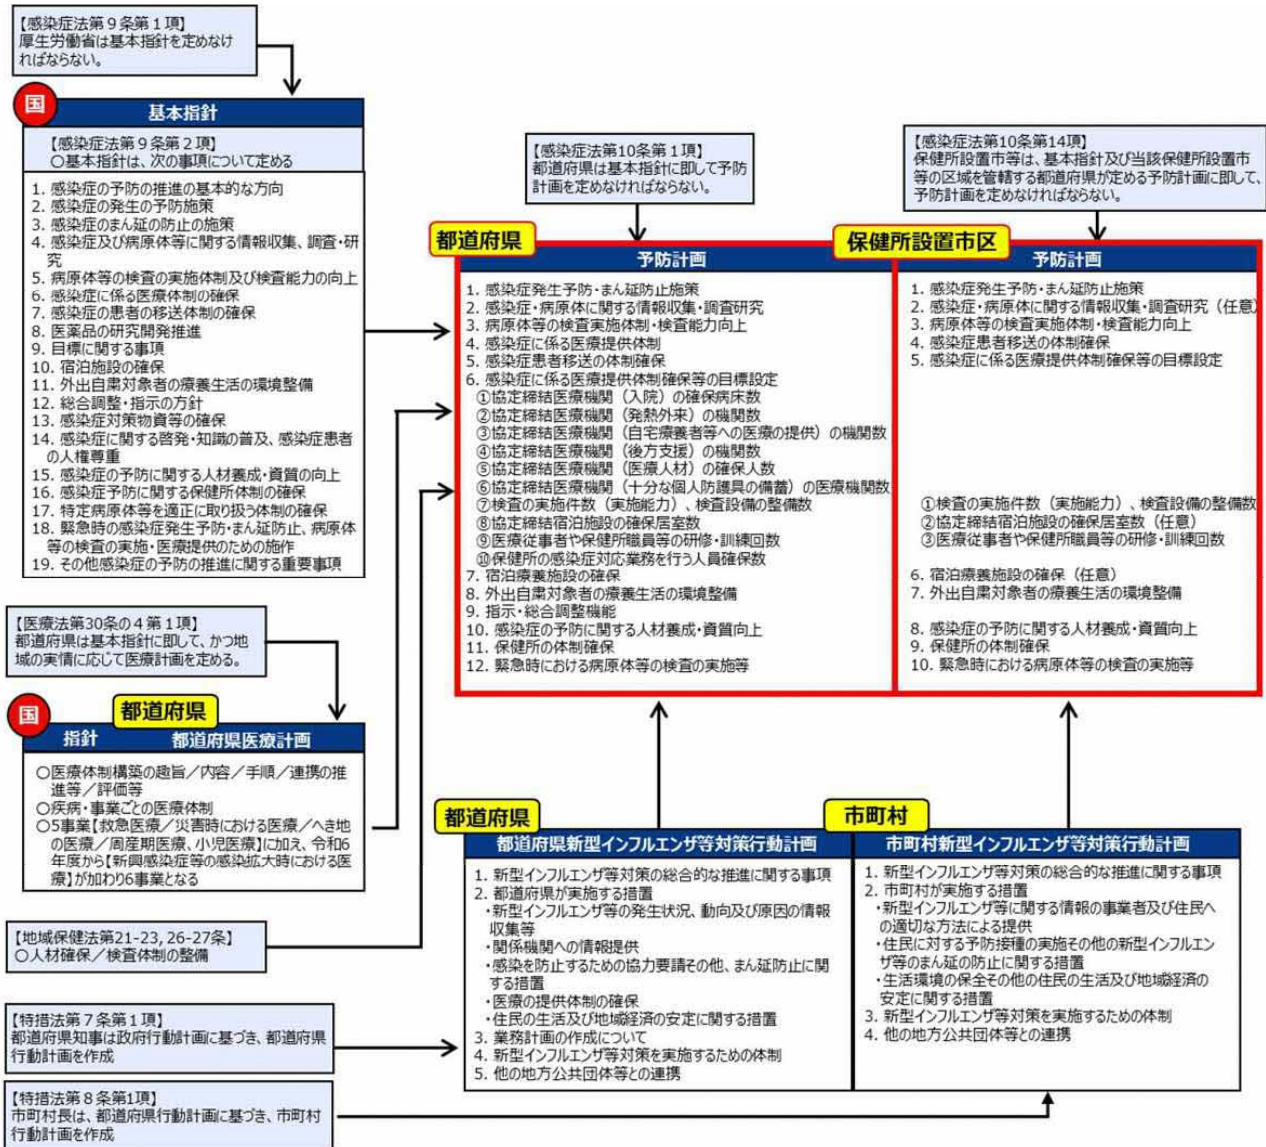 【感染症法第9条第1項】
厚生労働省は基本指針を定めなけ
ればならない。
国
基本指針
【感染症法第9条第2項】
○基本指針は、次の事項について定める
1. 感染症の予防の推進の基本的な方向
2. 感染症の発生の予防施策
3. 感染症のまん延の防止の施策
4. 感染症及び病原体等に関する情報収集、調査・研
究
5. 病原体等の検査の実施体制及び検査能力の向上
6. 感染症に係る医療体制の確保
7. 感染症の患者の移送体制の確保
8. 医薬品の研究開発推進
9. 目標に関する事項
10. 宿泊施設の確保
11. 外出自粛対象者の療養生活の環境整備
12. 総合調整・指示の方針
13. 感染症対策物資等の確保
14. 感染症に関する啓発・知識の普及、感染症患者
の人権尊重
15. 感染症の予防に関する人材養成・資質の向上
16. 感染症予防に関する保健所体制の確保
17. 特定病原体等を適正に取り扱う体制の確保
18. 緊急時の感染症発生予防・まん延防止、病原体
等の検査の実施・医療提供のための施作
19. その他感染症の予防の推進に関する重要事項
【医療法第30条の4第1項】
都道府県は基本指針に即して、かつ地
域の実情に応じて医療計画を定める。
国
都道府県
指針 都道府県医療計画
○医療体制構築の趣旨/内容/手順/連携の推
進等/評価等
○疾病・事業ごとの医療体制
○5事業【救急医療/災害時における医療/へき地
の医療/周産期医療、小児医療】に加え、令和6
年度から【新興感染症等の感染拡大時における医
療】が加わり6事業となる
【地域保健法第21-23, 26-27条】
○人材確保/検査体制の整備
【特措法第7条第1項】
都道府県知事は政府行動計画に基づき、都道府県
行動計画を作成
【特措法第8条第1項】
市町村長は、都道府県行動計画に基づき、市町村
行動計画を作成
【感染症法第10条第1項】
都道府県は基本指針に即して予防
計画を定めなければならない。
都道府県
予防計画
1. 感染症発生予防・まん延防止施策
2. 感染症・病原体に関する情報収集・調査研究
3. 病原体等の検査実施体制・検査能力向上
4. 感染症に係る医療提供体制
5. 感染症患者移送の体制確保
6. 感染症に係る医療提供体制確保等の目標設定
①協定締結医療機関(入院)の確保病床数
②協定締結医療機関(発熱外来)の機関数
③協定締結医療機関(自宅療養者等への医療の提供)の機関数
④協定締結医療機関(後方支援)の機関数
⑤協定締結医療機関(医療人材)の確保人数
⑥協定締結医療機関(十分な個人防護具の備蓄)の医療機関数
⑦検査の実施件数(実施能力)、検査設備の整備数
⑧協定締結宿泊施設の確保居室数
⑨医療従事者や保健所職員等の研修・訓練回数
⑩保健所の感染症対応業務を行う人員確保数
7. 宿泊療養施設の確保
8. 外出自粛対象者の療養生活の環境整備
9. 指示・総合調整機能
10. 感染症の予防に関する人材養成・資質向上
11. 保健所の体制確保
12. 緊急時における病原体等の検査の実施等
【感染症法第10条第14項】
保健所設置市等は、基本指針及び当該保健所設置市
等の区域を管轄する都道府県が定める予防計画に即して、
予防計画を定めなければならない。
保健所設置市区
予防計画
1. 感染症発生予防・まん延防止施策
2. 感染症・病原体に関する情報収集・調査研究(任意)
3. 病原体等の検査実施体制・検査能力向上
4. 感染症患者移送の体制確保
5. 感染症に係る医療提供体制確保等の目標設定
①検査の実施件数(実施能力)、検査設備の整備数
②協定締結宿泊施設の確保居室数(任意)
③医療従事者や保健所職員等の研修・訓練回数
6. 宿泊療養施設の確保(任意)
7. 外出自粛対象者の療養生活の環境整備
8. 感染症の予防に関する人材養成・資質向上
9. 保健所の体制確保
10. 緊急時における病原体等の検査の実施等
都道府県
都道府県新型インフルエンザ等対策行動計画
1. 新型インフルエンザ等対策の総合的な推進に関する事項
2. 都道府県が実施する措置
・新型インフルエンザ等の発生状況、動向及び原因の情報
収集等
・関係機関への情報提供
・感染を防止するための協力要請その他、まん延防止に関
する措置
・医療の提供体制の確保
・住民の生活及び地域経済の安定に関する措置
3. 業務計画の作成について
4. 新型インフルエンザ等対策を実施するための体制
5. 他の地方公共団体等との連携
市町村
市町村新型インフルエンザ等対策行動計画
1. 新型インフルエンザ等対策の総合的な推進に関する事項
2. 市町村が実施する措置
・新型インフルエンザ等に関する情報の事業者及び住民へ
の適切な方法による提供
・住民に対する予防接種の実施その他の新型インフルエン
ザ等のまん延の防止に関する措置
・生活環境の保全その他の住民の生活及び地域経済の
安定に関する措置
3. 新型インフルエンザ等対策を実施するための体制
4. 他の地方公共団体等との連携